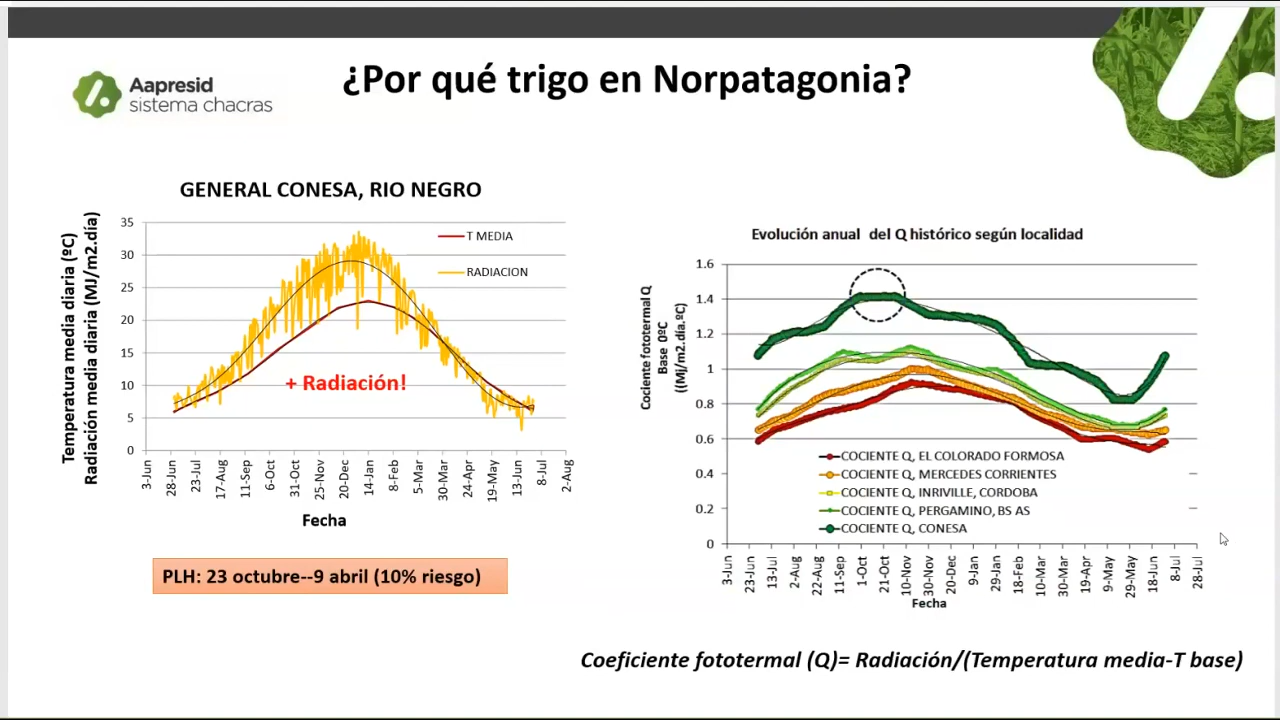 ¿Por qué trigo en Norpatagonia?
Aapresid
sistema chacras
GENERAL CONESA, RIO NEGRO
Temperatura media diaria (ºC)
Radiación media diaria (MJ/m2.día)
35
30
25
20
15
10
5
0
T MEDIA
RADIACION
+ Radiación!
3-Jun
28-Jun
23-Jul
17-Aug
11-Sep
6-Oct
31-Oct
25-Nov
20-Dec
14-Jan
8-Feb
5-Mar
30-Mar
24-Apr
19-May
13-Jun
8-Jul
2-Aug
Fecha
PLH: 23 octubre--9 abril (10% riesgo)
Evolución anual del Q histórico según localidad
Cociente fototermal Q
Base 0ºC
((Mj/m2.día.ºC)
1.6
1.4
1.2
1
0.8
0.6
0.4
0.2
0
COCIENTE Q, EL COLORADO FORMOSA
COCIENTE Q, MERCEDES CORRIENTES
COCIENTE Q, INRIVILLE, CORDOBA
COCIENTE Q, PERGAMINO, BS AS
COCIENTE Q, CONESA
3-Jun
23-Jun
13-Jul
2-Aug
22-Aug
11-Sep
1-Oct
21-Oct
10-Nov
30-Nov
20-Dec
9-Jan
29-Jan
18-Feb
10-Mar
30-Mar
19-Apr
9-May
29-May
18-Jun
8-Jul
28-Jul
Fecha
Coeficiente fototermal (Q)= Radiación/(Temperatura media-T base)